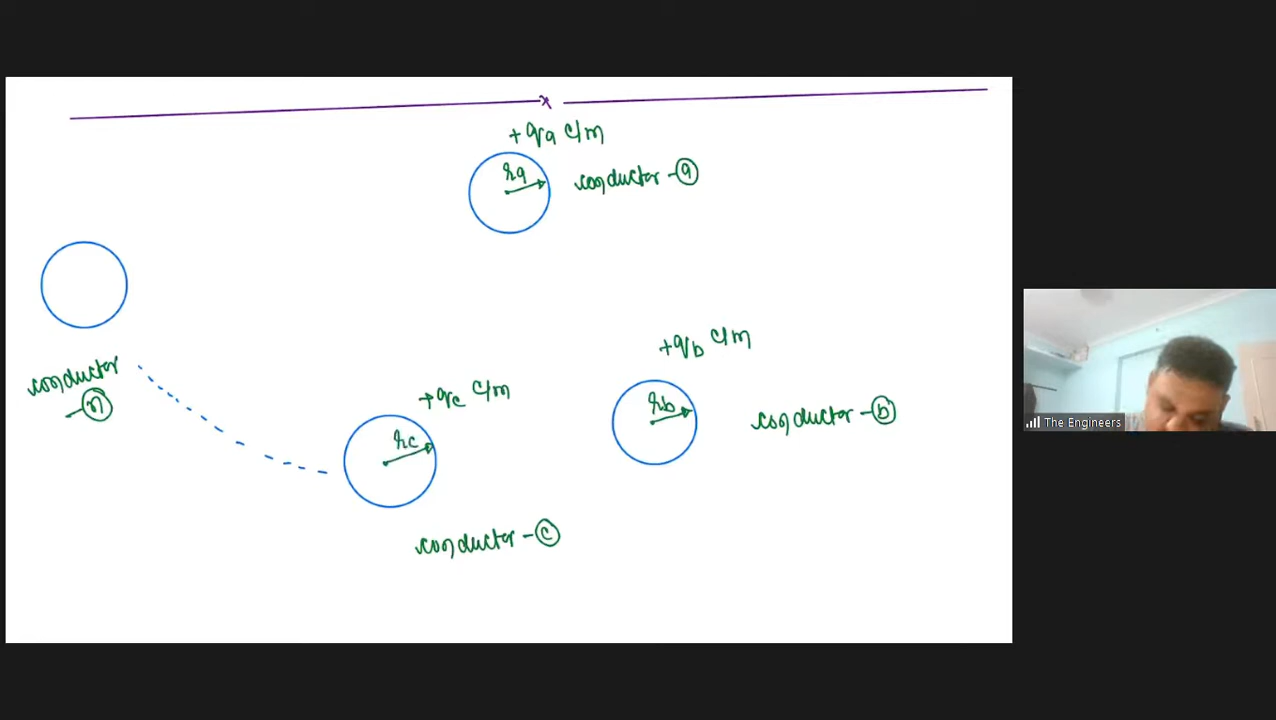 x
+qa c/m
ra
conductor - a
+qb c/m
rb
conductor - b
+qc c/m
rc
conductor - c
conductor
- n
The Engineers